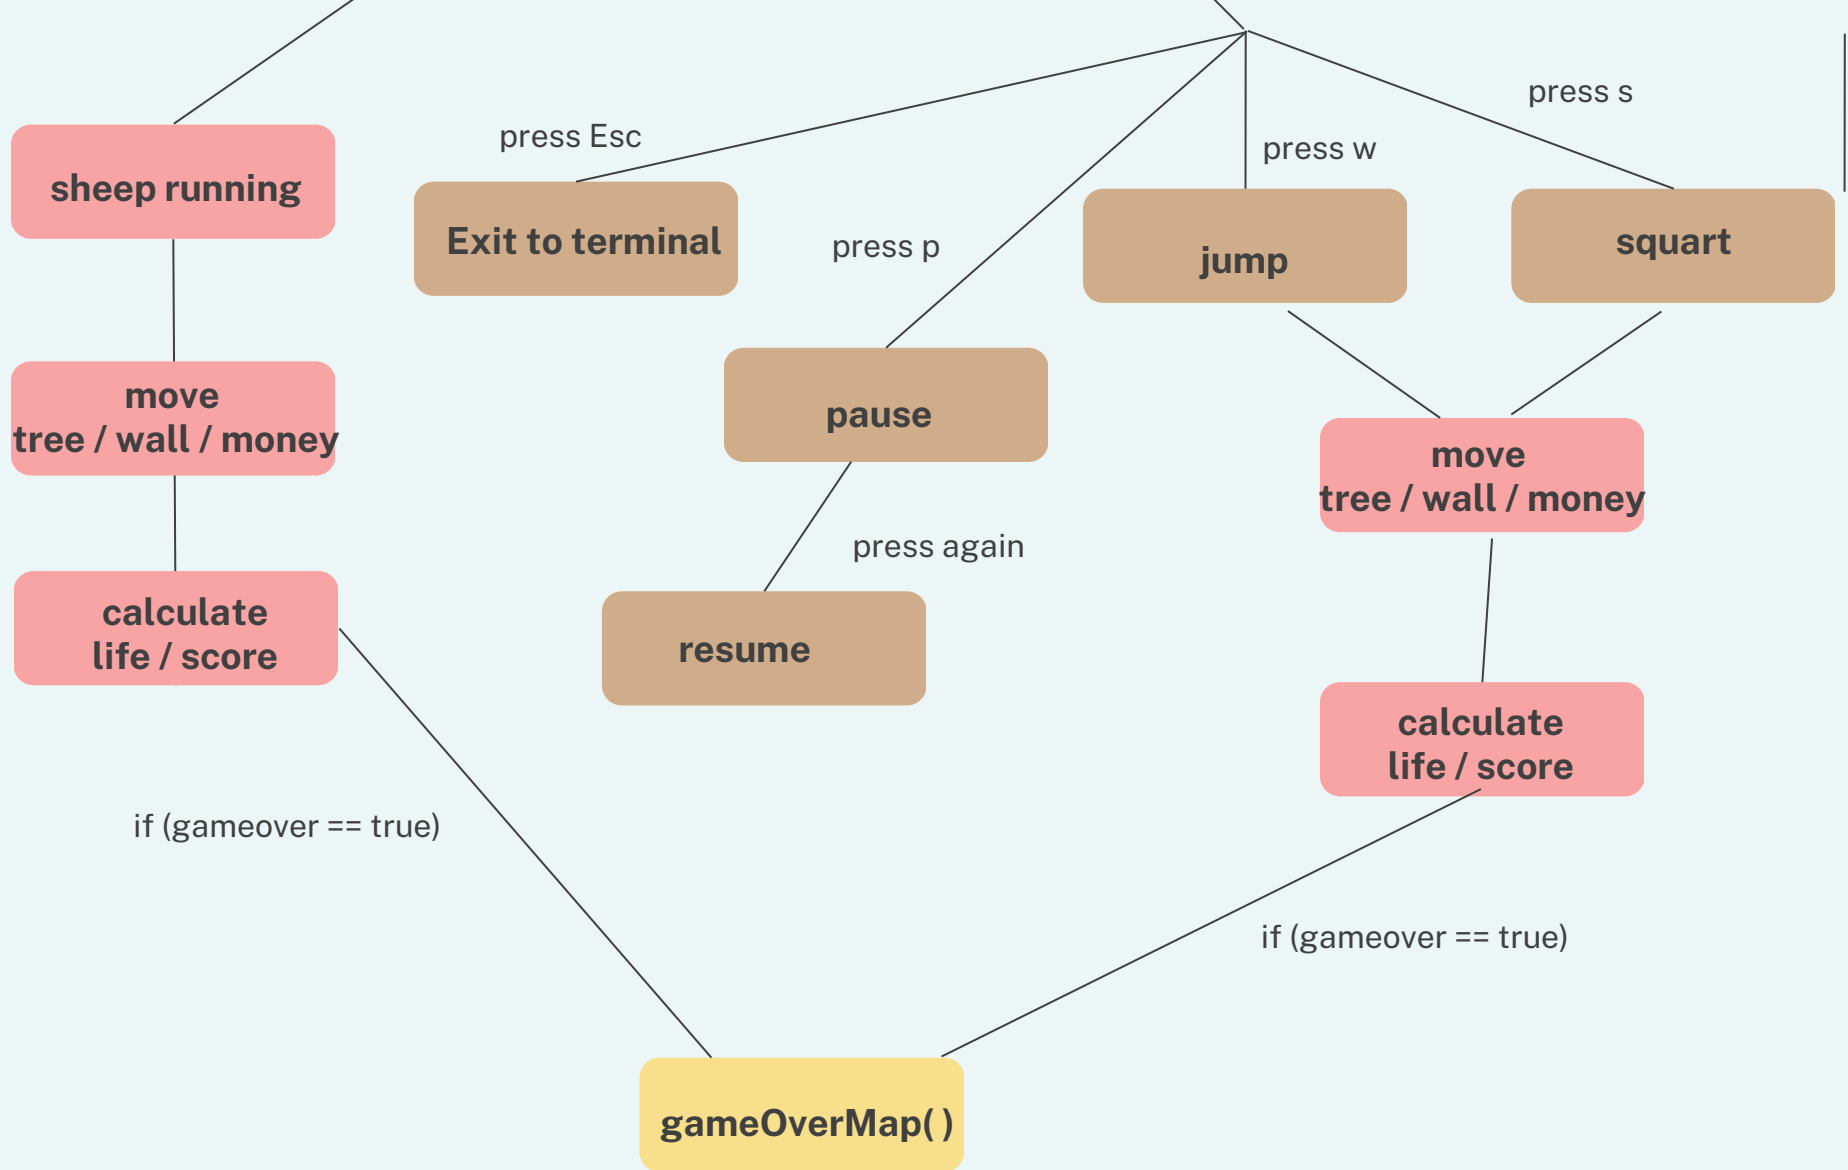 press s
press Esc
press w
sheep running
Exit to terminal
press p
jump
squart
move
tree / wall / money
pause
move
tree / wall / money
press again
calculate
life / score
resume
calculate
life / score
if (gameover == true)
if (gameover == true)
gameOverMap( )